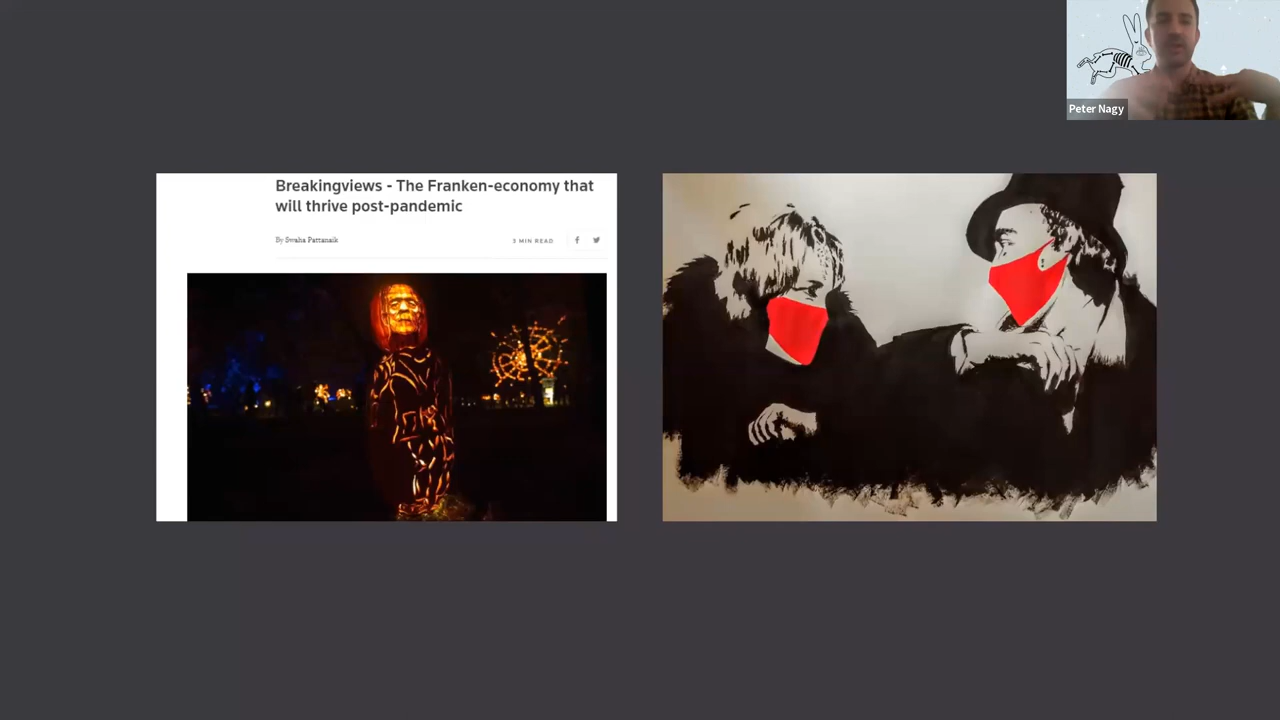 Peter Nagy
Breakingviews - The Franken-economy that
will thrive post-pandemic
By Swaha Pattanaik
3 MIN READ